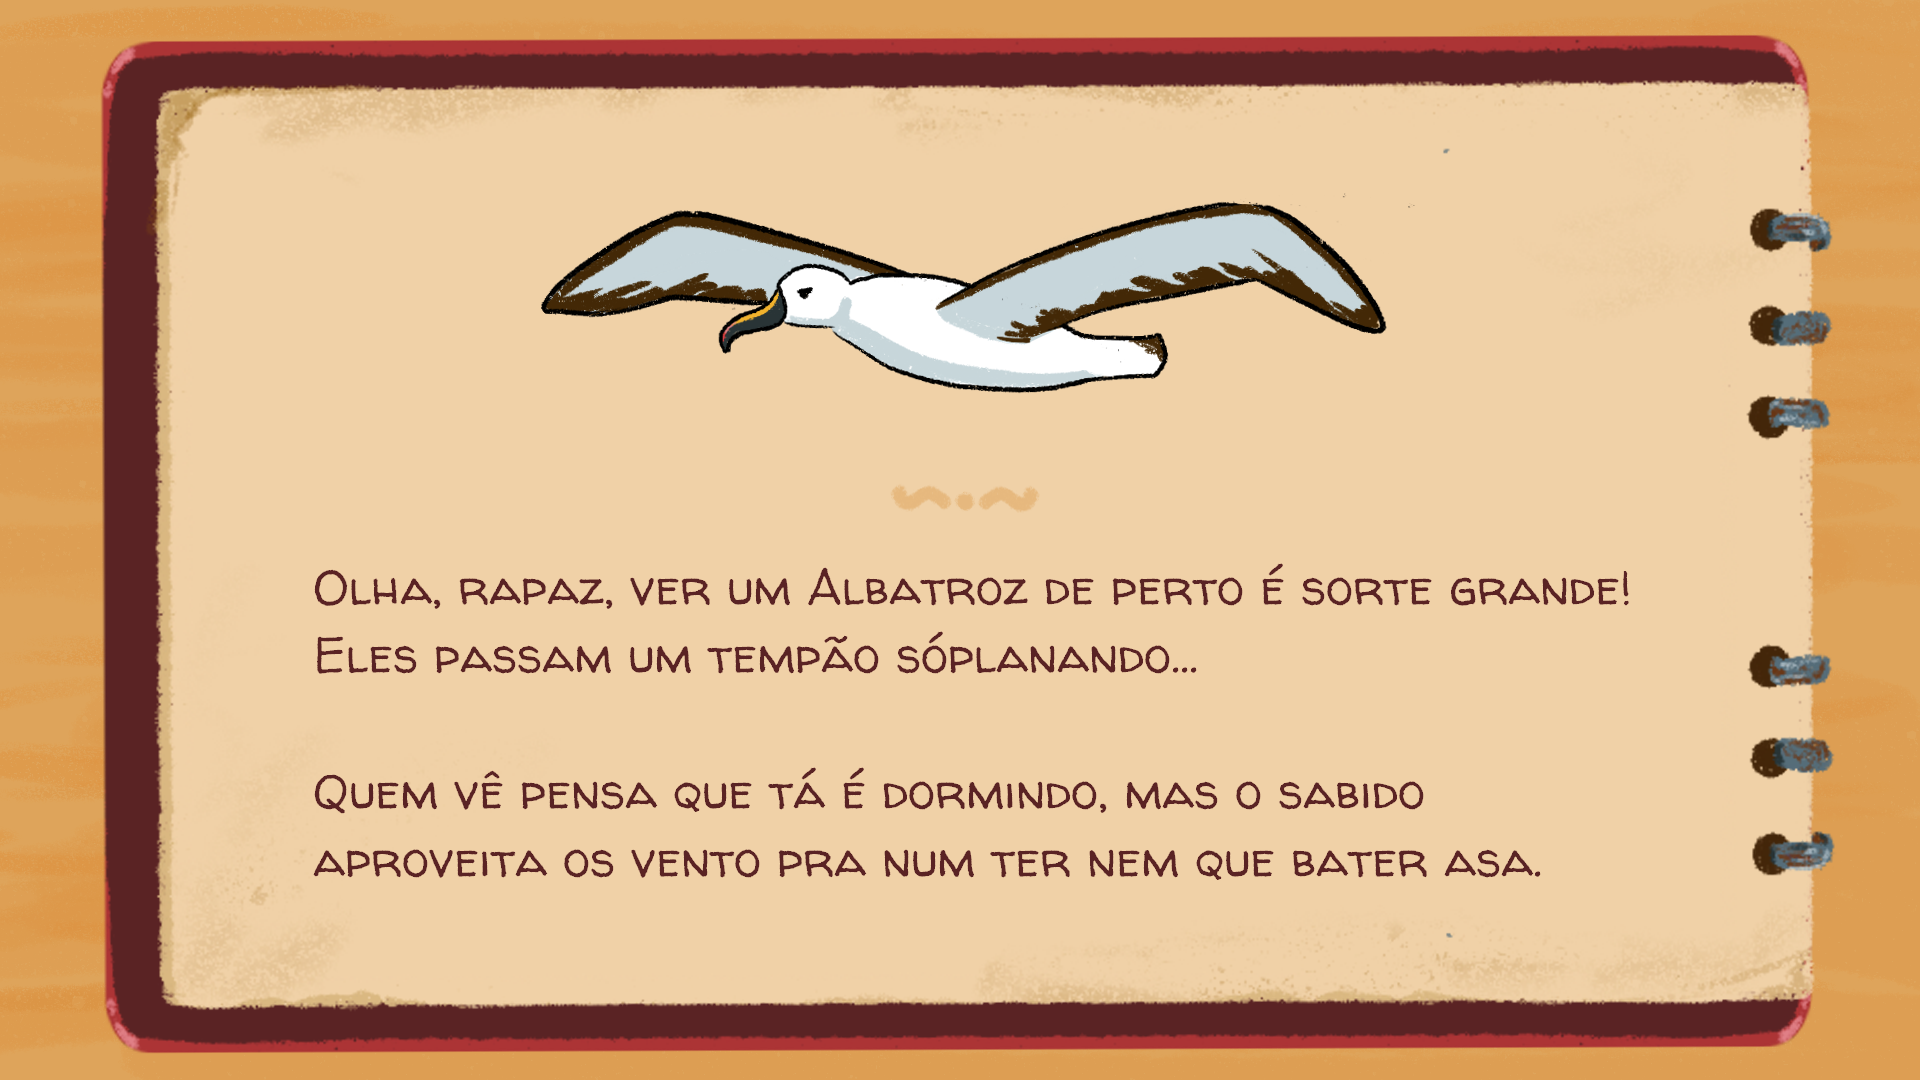 Olha, rapaz, ver um Albatroz de perto é sorte grande!
Eles passam um tempão sóplanando...
Quem vê pensa que tá é dormindo, mas o sabido
aproveita os vento pra num ter nem que bater asa.